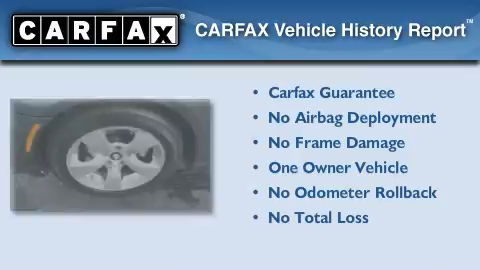 CARFAX®
CARFAX Vehicle History Report™
• Carfax Guarantee
• No Airbag Deployment
• No Frame Damage
• One Owner Vehicle
• No Odometer Rollback
• No Total Loss